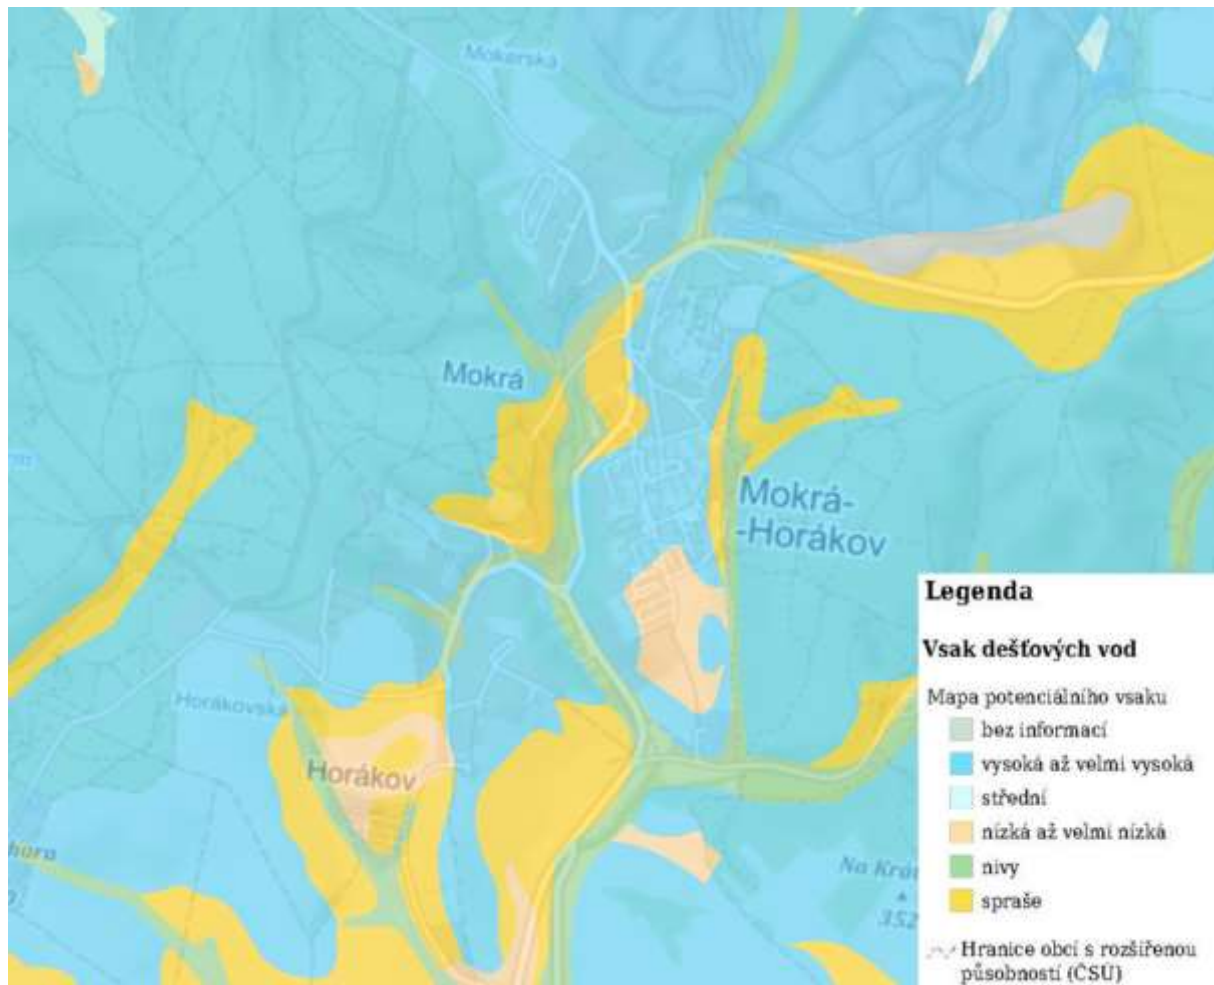 Mokerská
Mokrá
Mokrá-
-Horákov
Horákovská
Horákov
Na
352
Legenda
Vsak dešťových vod
Mapa potenciálního vsaku
bez informací
vysoká až velmi vysoká
střední
nízká až velmi nízká
nivy
spraše
Hranice obcí s rozšířenou
působností (ČSÚ)